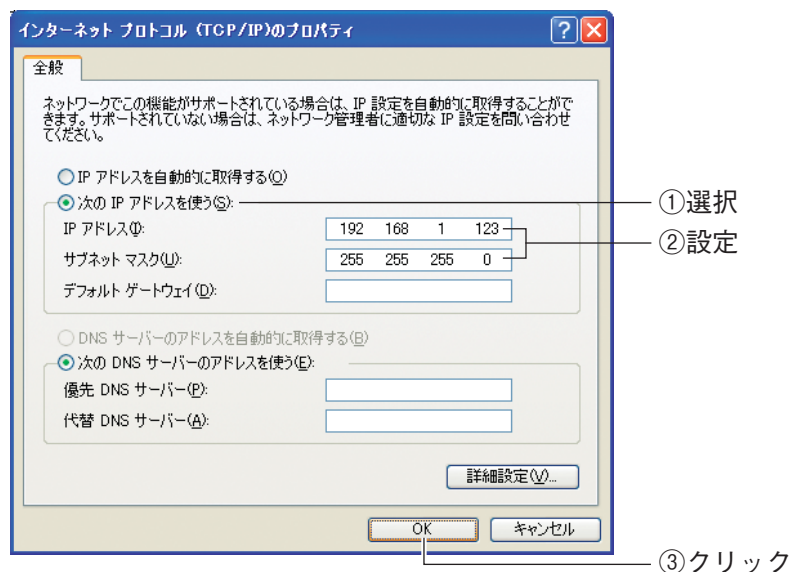 インターネット プロトコル (TCP/IP)のプロパティ
全般
ネットワークでこの機能がサポートされている場合は、IP 設定を自動的に取得することがで
きます。サポートされていない場合は、ネットワーク管理者に適切な IP 設定を問い合わせ
てください。
IP アドレスを自動的に取得する(O)
次の IP アドレスを使う(S):
①選択
IP アドレス(I):
192 168 1 123
②設定
サブネット マスク(U):
255 255 255 0
デフォルト ゲートウェイ(D):
DNS サーバーのアドレスを自動的に取得する(B)
次の DNS サーバーのアドレスを使う(E):
優先 DNS サーバー(P):
代替 DNS サーバー(A):
詳細設定(V)...
OK
キャンセル
③クリック